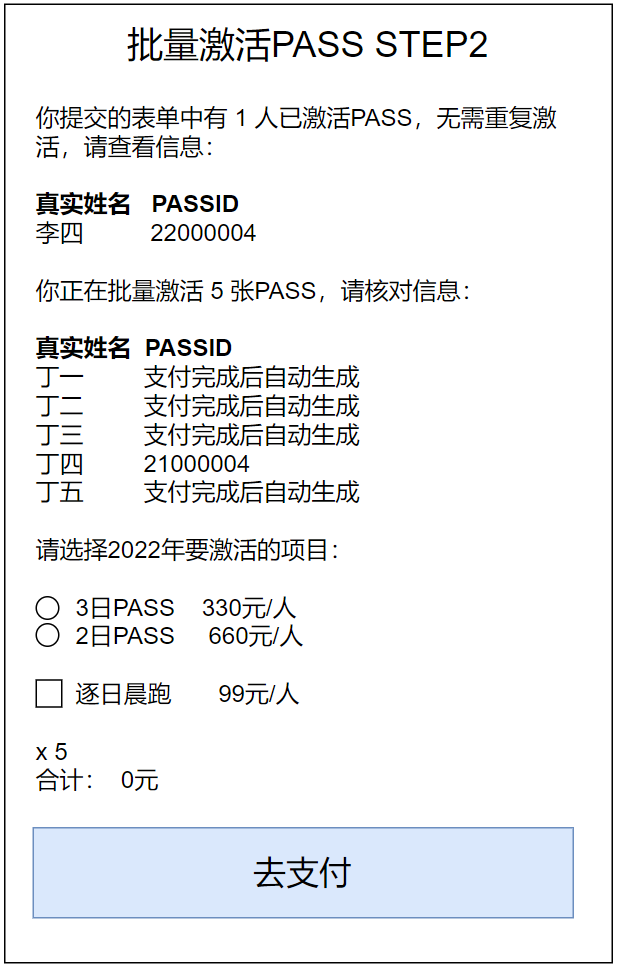 批量激活PASS STEP2
你提交的表单中有 1 人已激活PASS，无需重复激
活，请查看信息：
真实姓名 PASSID
李四 22000004
你正在批量激活 5 张PASS，请核对信息：
真实姓名 PASSID
丁一 支付完成后自动生成
丁二 支付完成后自动生成
丁三 支付完成后自动生成
丁四 21000004
丁五 支付完成后自动生成
请选择2022年要激活的项目：
3日PASS 330元/人
2日PASS 660元/人
逐日晨跑 99元/人
x 5
合计： 0元
去支付